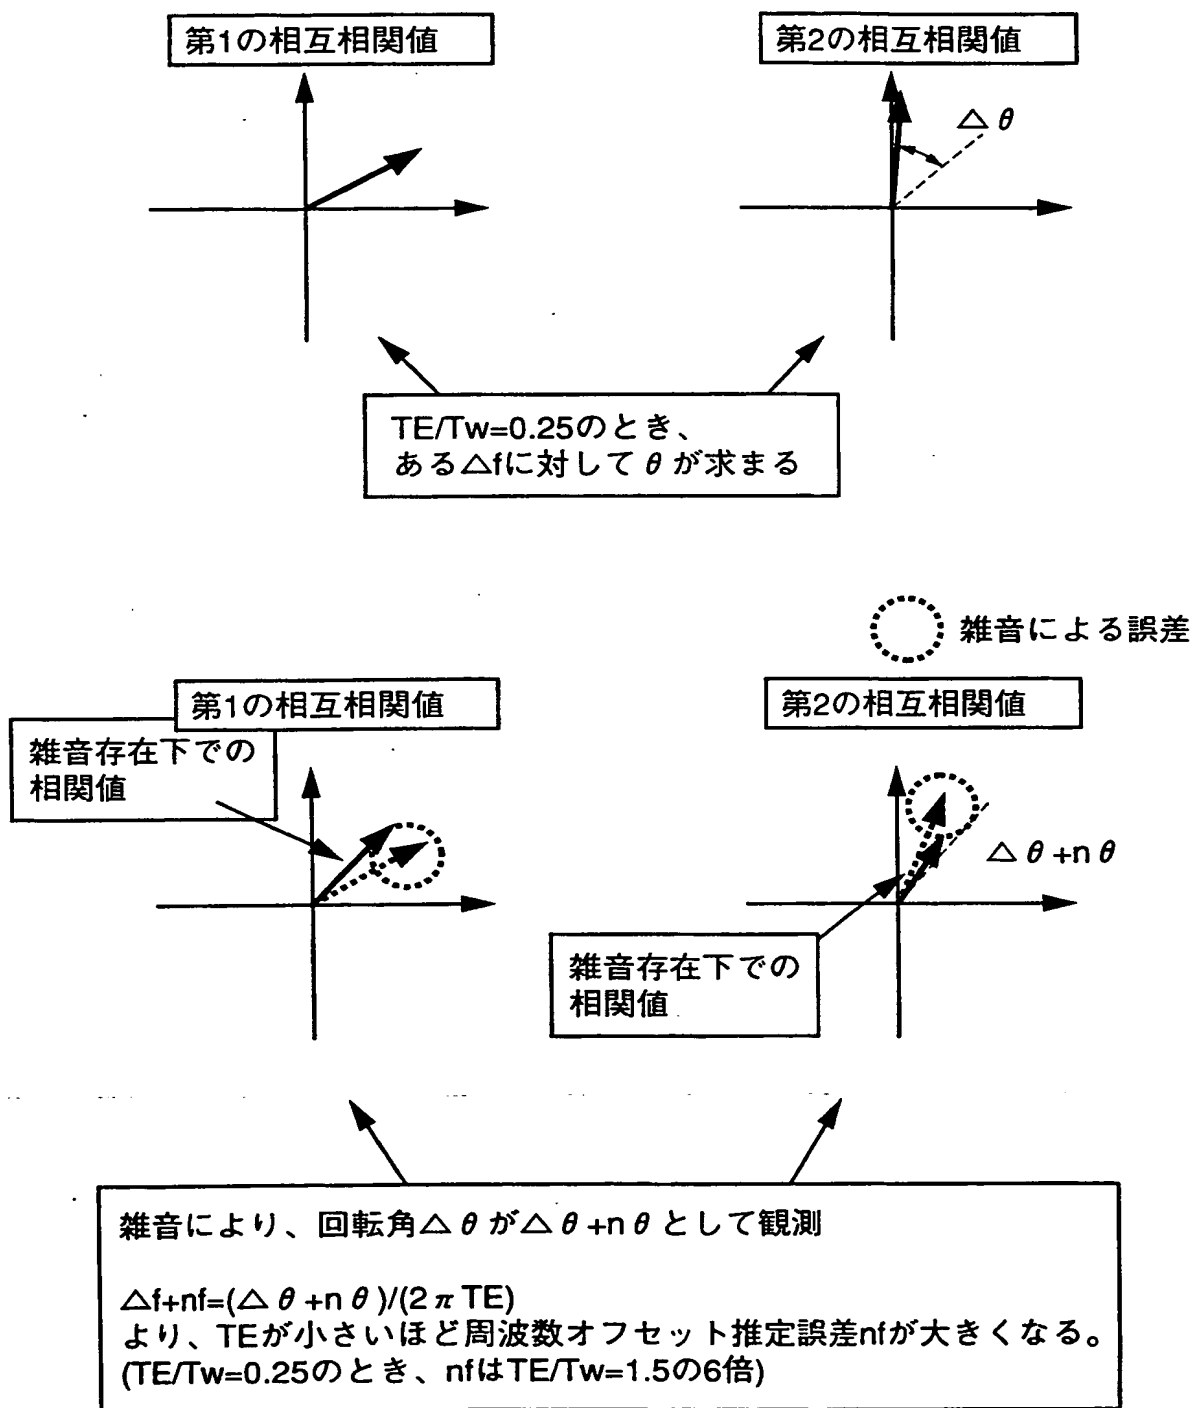 第1の相互相関値
第2の相互相関値
△θ
TE/Tw=0.25のとき、
ある△fに対してθが求まる
雑音による誤差
第1の相互相関値
第2の相互相関値
雑音存在下での
相関値
△θ+nθ
雑音存在下での
相関値
雑音により、回転角△θが△θ+nθとして観測
△f+nf=(△θ+nθ)/(2πTE)
より、TEが小さいほど周波数オフセット推定誤差nfが大きくなる。
(TE/Tw=0.25のとき、nfはTE/Tw=1.5の6倍)